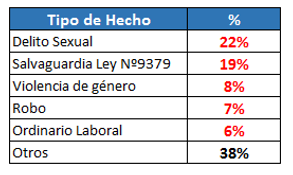 Tipo de Hecho %
Delito Sexual 22%
Salvaguardia Ley Nº9379 19%
Violencia de género 8%
Robo 7%
Ordinario Laboral 6%
Otros 38%